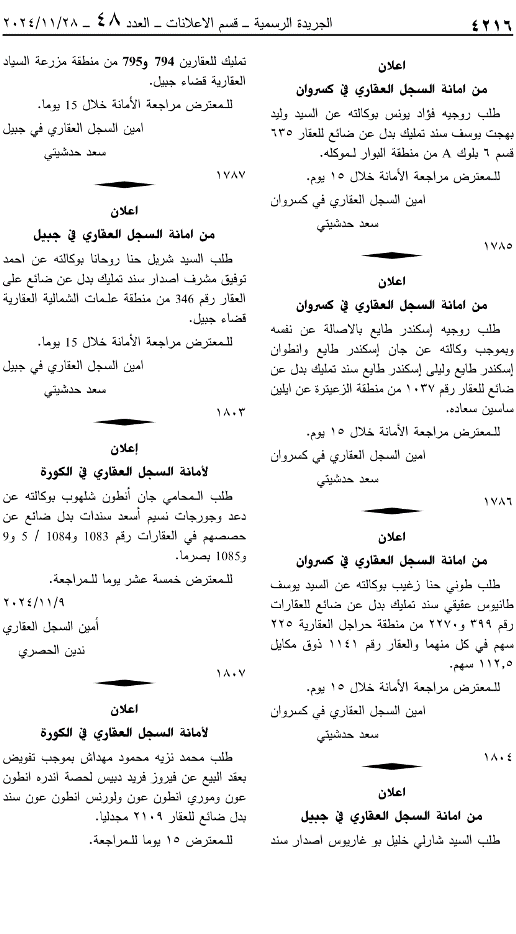 ٤٢١٦
الجريدة الرسمية ــ قسم الاعلانات ــ العدد ٤٨ ــ ٢٠٢٤/١١/٢٨
اعلان
من امانة السجل العقاري في كسروان
طلب روجيه فؤاد يونس بوكالته عن السيد وليد
بهجت يوسف سند تمليك بدل عن ضائع للعقار ٦٣٥
قسم ٦ بلوك A من منطقة البوار لموكله.
للمعترض مراجعة الأمانة خلال ١٥ يوم.
امين السجل العقاري في كسروان
سعد حدشيتي
١٧٨٥
اعلان
من امانة السجل العقاري في كسروان
طلب روجيه إسكندر طايع بالاصالة عن نفسه
وبموجب وكالته عن جان إسكندر طايع وانطوان
إسكندر طايع وليلى إسكندر طايع سند تمليك بدل عن
ضائع للعقار رقم ١٠٣٧ من منطقة الزعيترة عن ايلين
ساسين سعاده.
للمعترض مراجعة الأمانة خلال ١٥ يوم.
امين السجل العقاري في كسروان
سعد حدشيتي
١٧٨٦
اعلان
من امانة السجل العقاري في كسروان
طلب طوني حنا زغيب بوكالته عن السيد يوسف
طانيوس عقيقي سند تمليك بدل عن ضائع للعقارات
رقم ٣٩٩ و٢٢٧٠ من منطقة حراجل العقارية ٢٢٥
سهم في كل منهما والعقار رقم ١١٤١ ذوق مكايل
١١٢,٥ سهم.
للمعترض مراجعة الأمانة خلال ١٥ يوم.
امين السجل العقاري في كسروان
سعد حدشيتي
١٨٠٤
اعلان
من امانة السجل العقاري في جبيل
طلب السيد شارلي خليل بو غاريوس اصدار سند
تمليك للعقارين 794 و795 من منطقة مزرعة السياد
العقارية قضاء جبيل.
للمعترض مراجعة الأمانة خلال 15 يوما.
امين السجل العقاري في جبيل
سعد حدشيتي
١٧٨٧
اعلان
من امانة السجل العقاري في جبيل
طلب السيد شربل حنا روحانا بوكالته عن احمد
توفيق مشرف اصدار سند تمليك بدل عن ضائع على
العقار رقم 346 من منطقة علمات الشمالية العقارية
قضاء جبيل.
للمعترض مراجعة الأمانة خلال 15 يوما.
امين السجل العقاري في جبيل
سعد حدشيتي
١٨٠٣
إعلان
لأمانة السجل العقاري في الكورة
طلب المحامي جان أنطون شلهوب بوكالته عن
دعد وجورجات نسيم أسعد سندات بدل ضائع عن
حصصهم في العقارات رقم 1083 و1084 / 5 و9
و1085 بصرما.
للمعترض خمسة عشر يوما للمراجعة.
٢٠٢٤/١١/٩
أمين السجل العقاري
ندين الحصري
١٨٠٧
اعلان
لأمانة السجل العقاري في الكورة
طلب محمد نزيه محمود مهداش بموجب تفويض
بعقد البيع عن فيروز فريد دبيس لحصة اندره انطون
عون وموري انطون عون ولورنس انطون عون سند
بدل ضائع للعقار ٢١٠٩ مجدليا.
للمعترض ١٥ يوما للمراجعة.